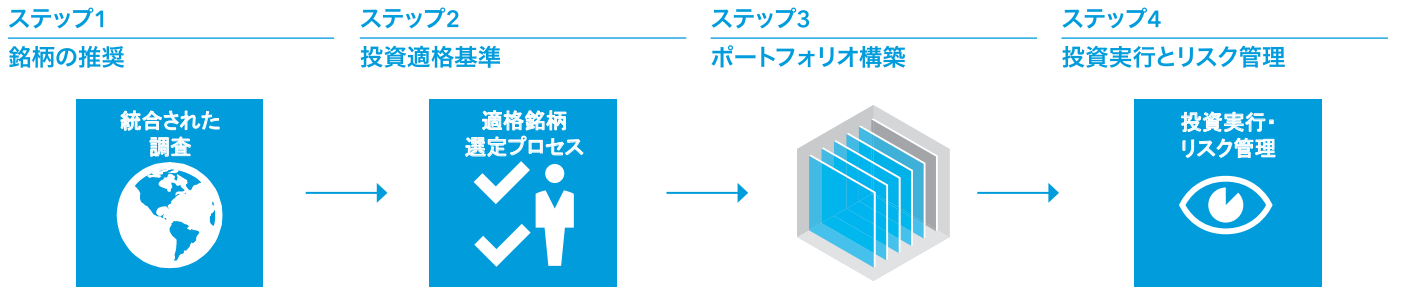 ステップ1
銘柄の推奨
統合された
調査
ステップ2
投資適格基準
適格銘柄
選定プロセス
ステップ3
ポートフォリオ構築
ステップ4
投資実行とリスク管理
投資実行・
リスク管理